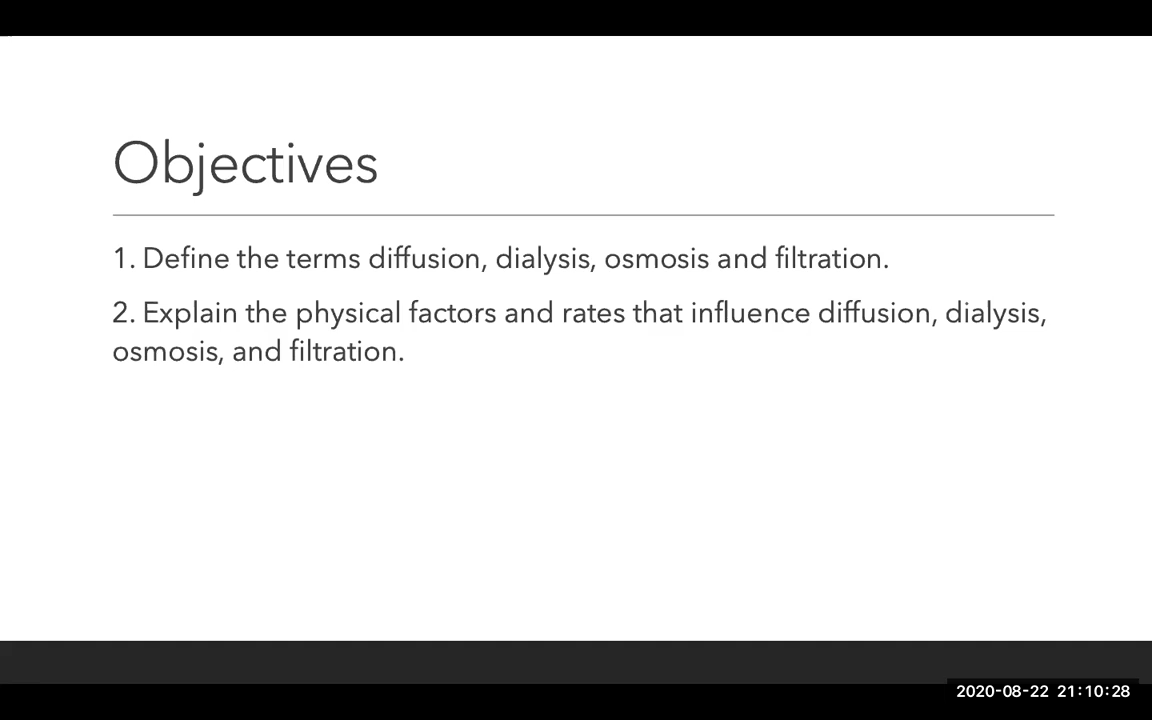 Objectives
1. Define the terms diffusion, dialysis, osmosis and filtration.
2. Explain the physical factors and rates that influence diffusion, dialysis,
osmosis, and filtration.
2020-08-22 21:10:28